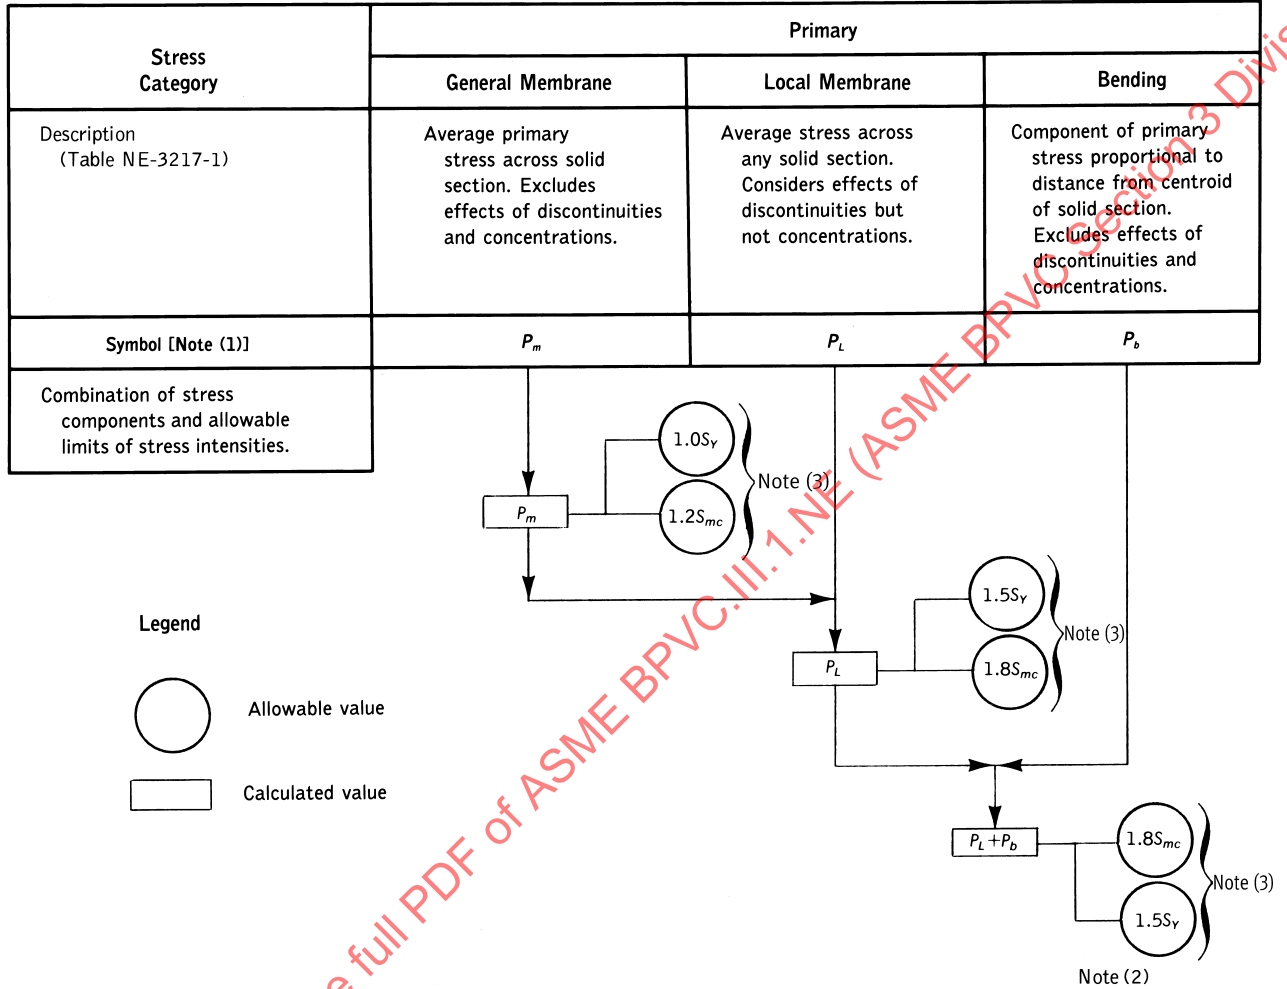 Stress
Category
Primary
General Membrane
Local Membrane
Bending
Description
(Table NE-3217-1)
Average primary
stress across solid
section. Excludes
effects of discontinuities
and concentrations.
Average stress across
any solid section.
Considers effects of
discontinuities but
not concentrations.
Component of primary
stress proportional to
distance from centroid
of solid section.
Excludes effects of
discontinuities and
concentrations.
Symbol [Note (1)]
Pm
PL
Pb
Combination of stress
components and allowable
limits of stress intensities.
1.0SY
Note (3)
Pm
1.2Smc
1.5SY
Note (3)
PL
1.8Smc
Legend
Allowable value
Calculated value
PL+Pb
1.8Smc
Note (3)
1.5SY
Note (2)
e full PDF of ASME BPVC.III.1.NE (ASME BPVC Section 3 Divis